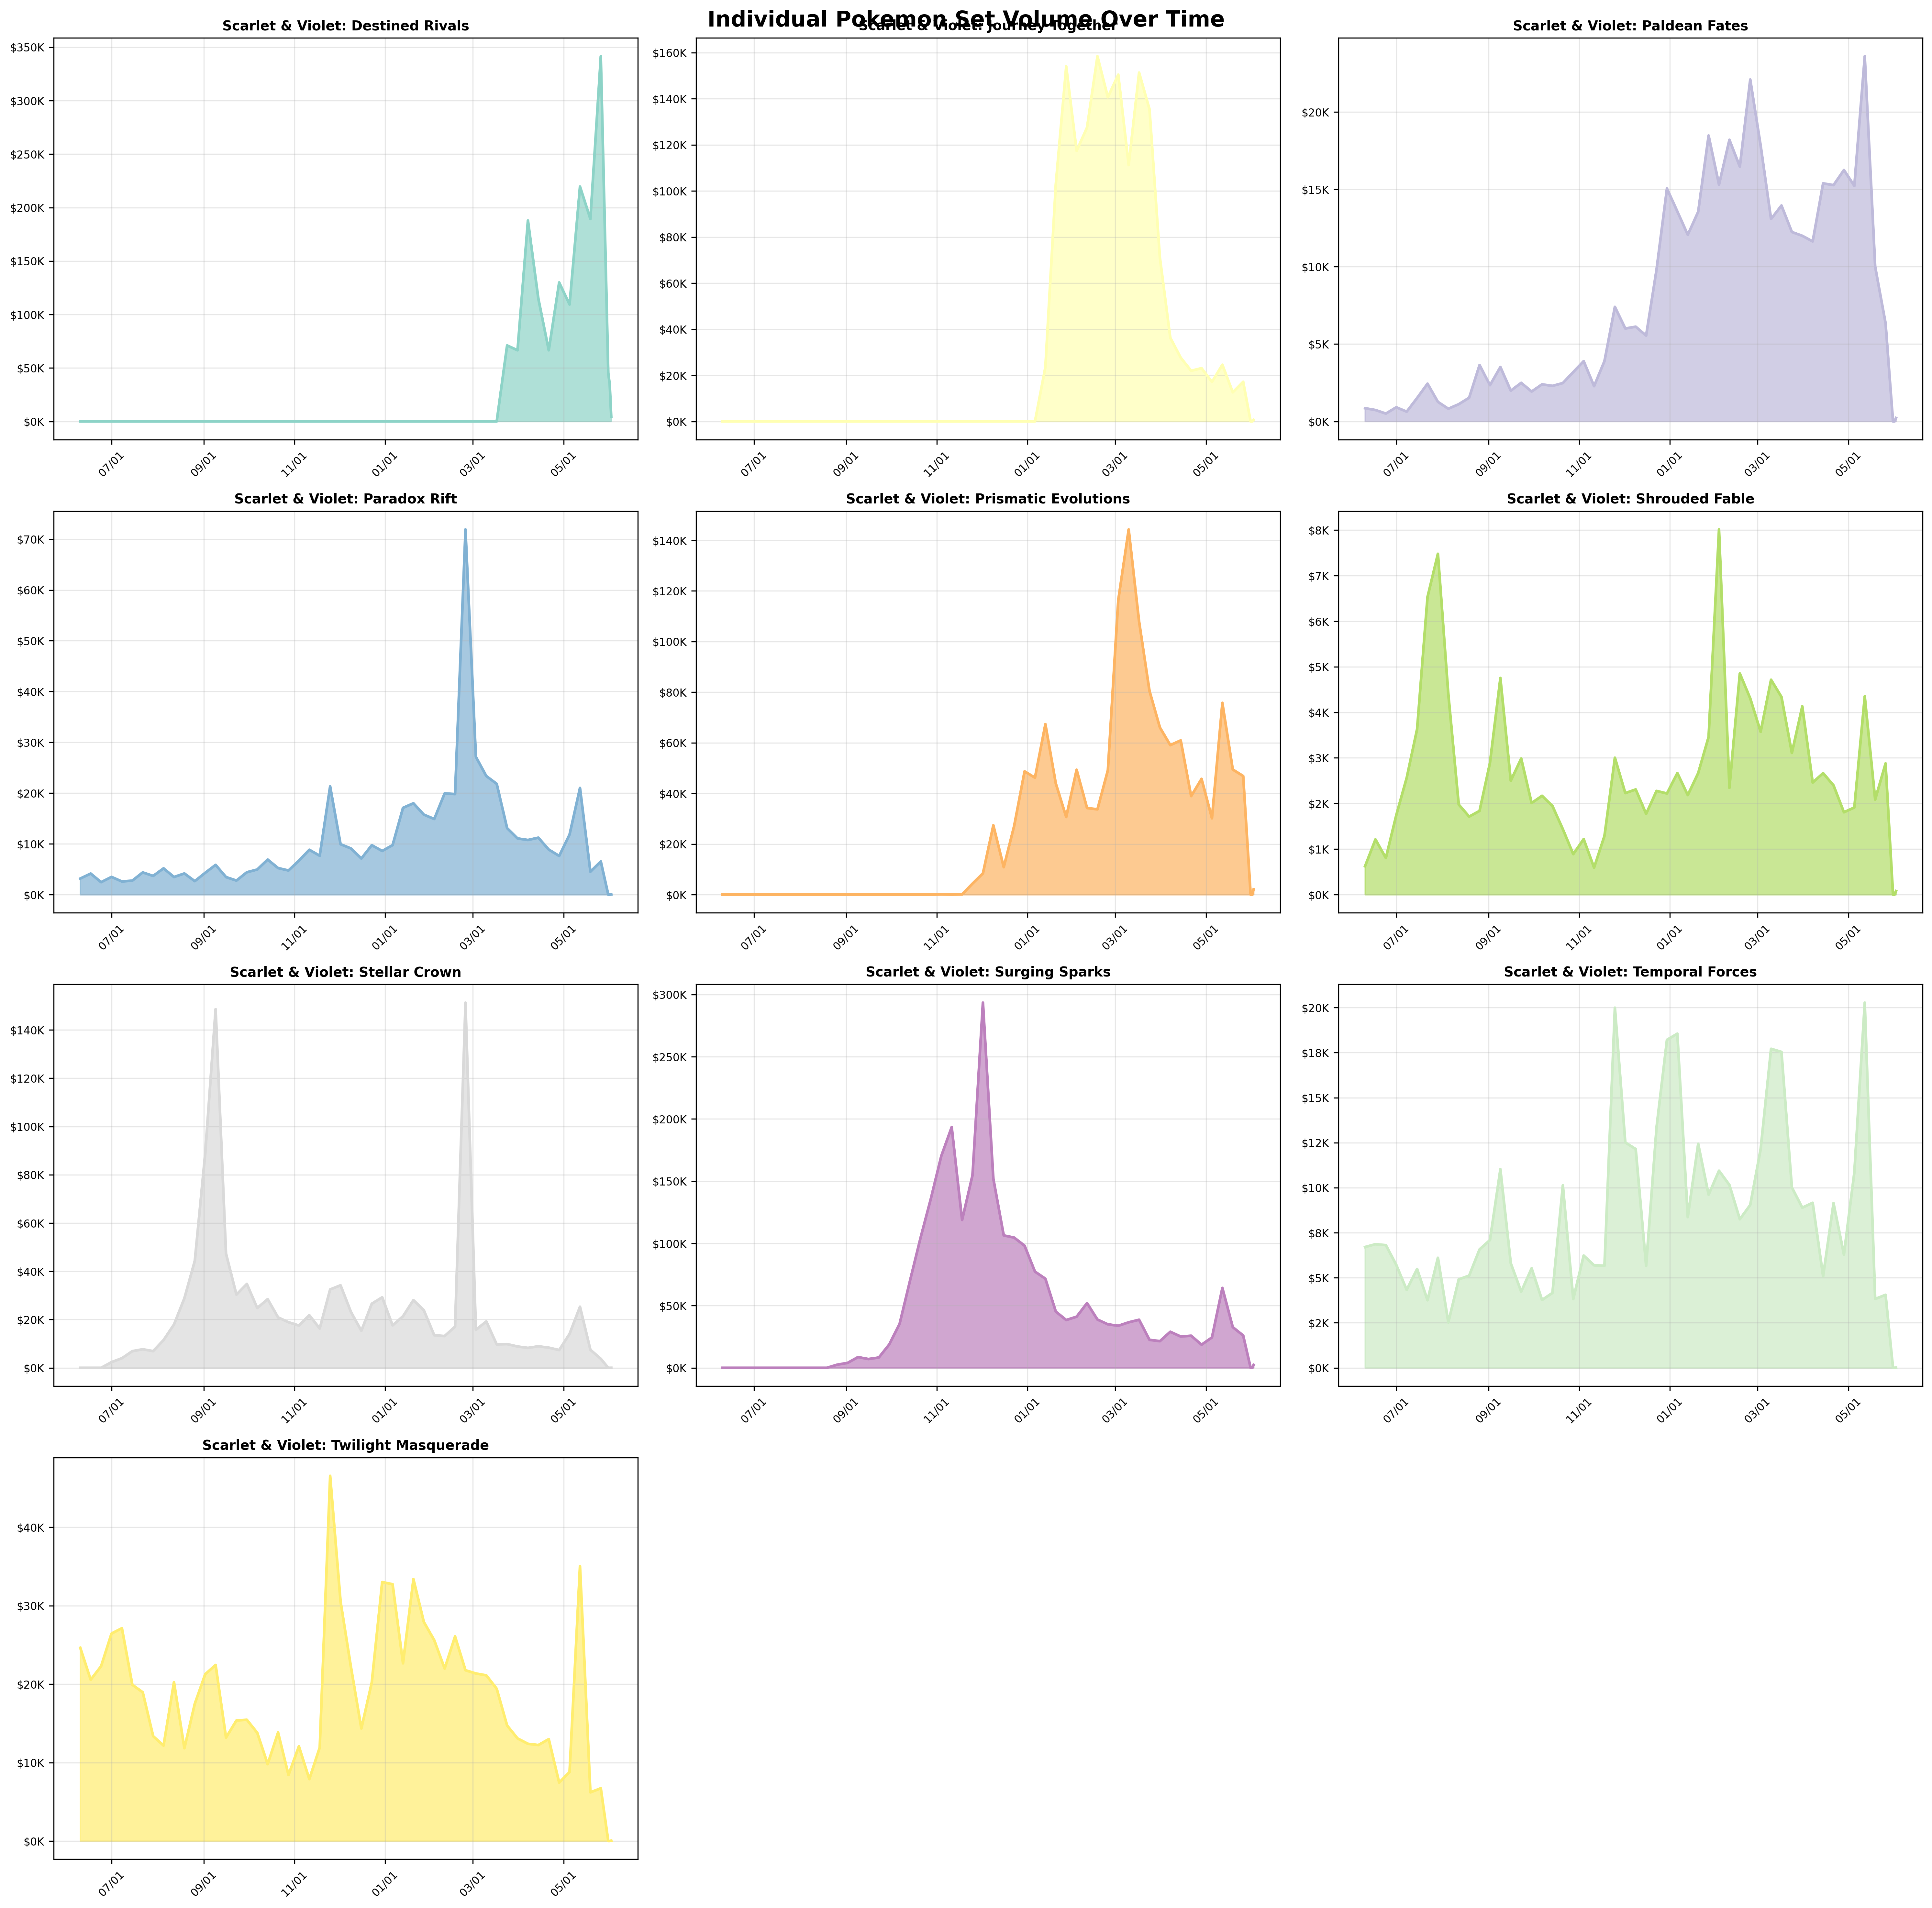 Individual Pokemon Set Volume Over Time
Scarlet & Violet: Destined Rivals
Scarlet & Violet: Journey Together
Scarlet & Violet: Paldean Fates
$350K
$300K
$250K
$200K
$150K
$100K
$50K
$0K
07/01
09/01
11/01
01/01
03/01
05/01
$160K
$140K
$120K
$100K
$80K
$60K
$40K
$20K
$0K
07/01
09/01
11/01
01/01
03/01
05/01
$20K
$15K
$10K
$5K
$0K
07/01
09/01
11/01
01/01
03/01
05/01
Scarlet & Violet: Paradox Rift
Scarlet & Violet: Prismatic Evolutions
Scarlet & Violet: Shrouded Fable
$70K
$60K
$50K
$40K
$30K
$20K
$10K
$0K
07/01
09/01
11/01
01/01
03/01
05/01
$140K
$120K
$100K
$80K
$60K
$40K
$20K
$0K
07/01
09/01
11/01
01/01
03/01
05/01
$8K
$7K
$6K
$5K
$4K
$3K
$2K
$1K
$0K
07/01
09/01
11/01
01/01
03/01
05/01
Scarlet & Violet: Stellar Crown
Scarlet & Violet: Surging Sparks
Scarlet & Violet: Temporal Forces
$140K
$120K
$100K
$80K
$60K
$40K
$20K
$0K
07/01
09/01
11/01
01/01
03/01
05/01
$300K
$250K
$200K
$150K
$100K
$50K
$0K
07/01
09/01
11/01
01/01
03/01
05/01
$20K
$18K
$15K
$12K
$10K
$8K
$5K
$2K
$0K
07/01
09/01
11/01
01/01
03/01
05/01
Scarlet & Violet: Twilight Masquerade
$40K
$30K
$20K
$10K
$0K
07/01
09/01
11/01
01/01
03/01
05/01